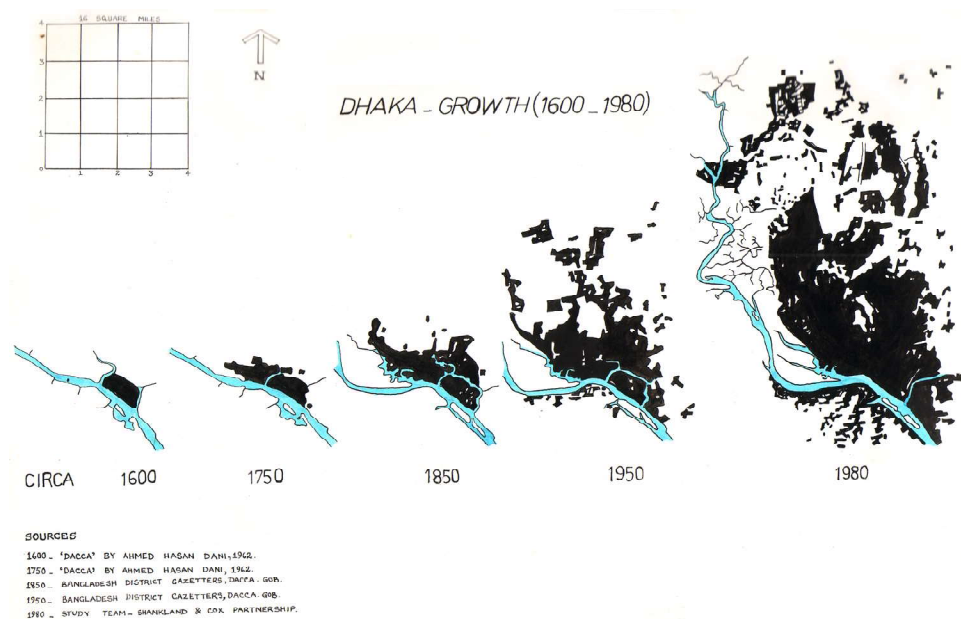 16 SQUARE MILES
4
3
2
1
0
1 2 3 4
N
DHAKA - GROWTH (1600 - 1980)
CIRCA 1600 1750 1850 1950 1980
SOURCES
1600 - 'DACCA' BY AHMED HASAN DANI, 1962.
1750 - 'DACCA' BY AHMED HASAN DANI, 1962.
1850 - BANGLADESH DISTRICT GAZETTERS, DACCA. GOB.
1950 - BANGLADESH DISTRICT GAZETTERS, DACCA. GOB.
1980 - STUDY TEAM - SHANKLAND & COX PARTNERSHIP.